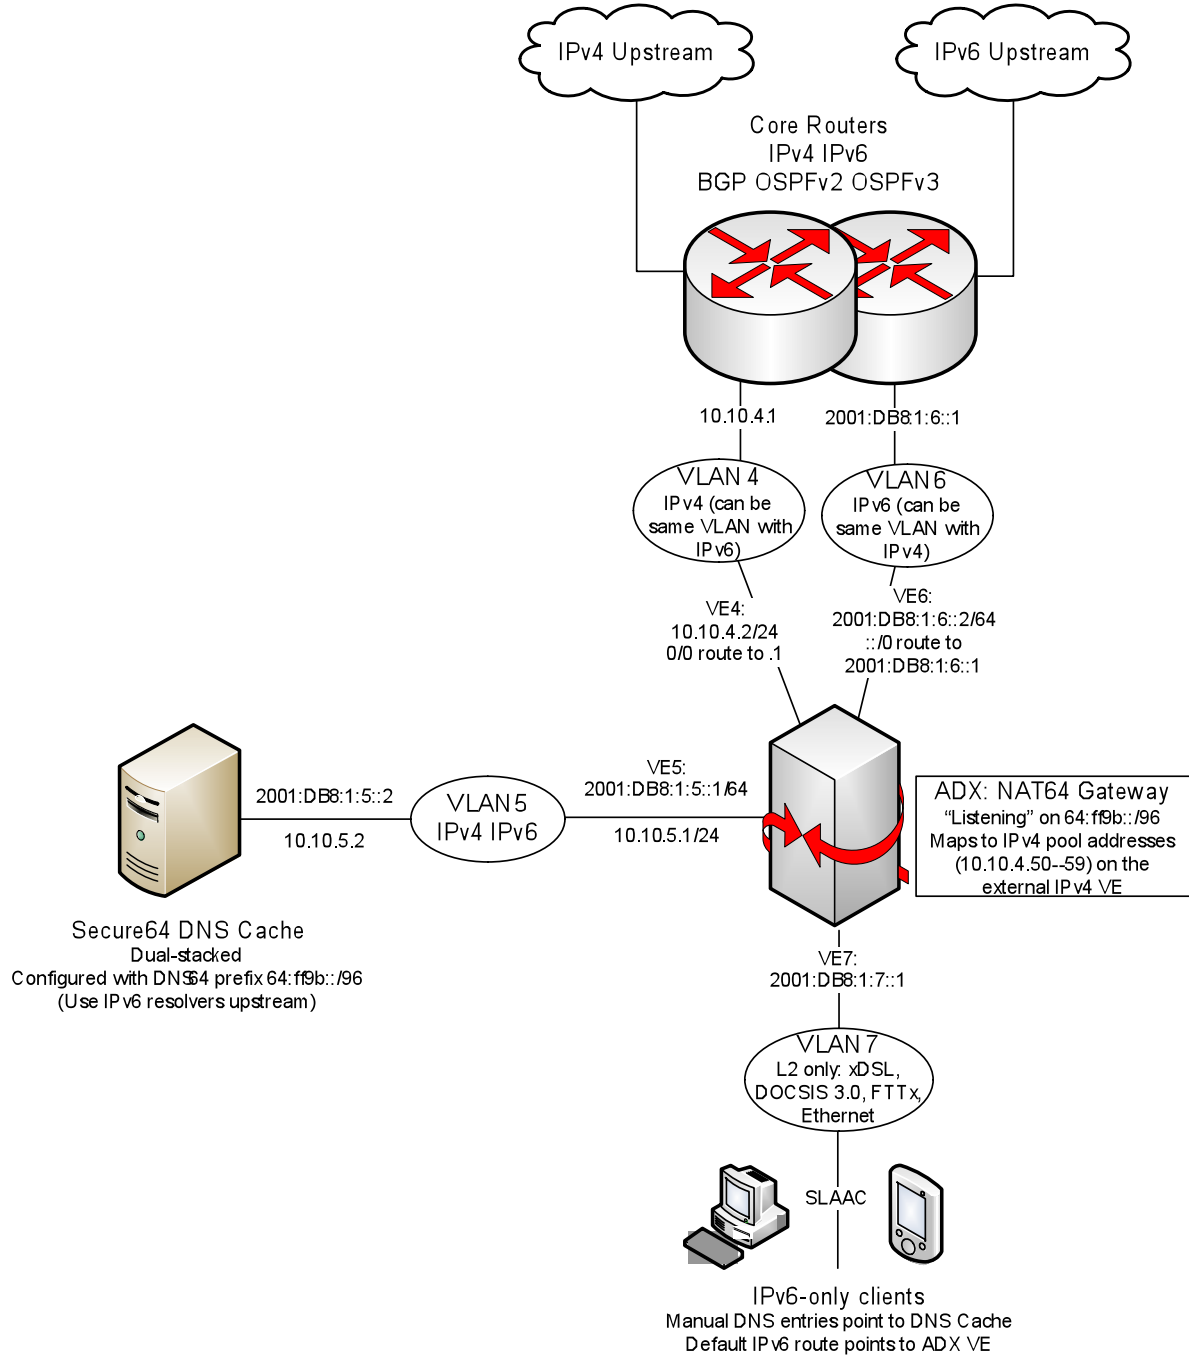 IPv4 Upstream
IPv6 Upstream
Core Routers
IPv4 IPv6
BGP OSPFv2 OSPFv3
10.10.4.1
2001:DB8:1:6::1
VLAN 4
IPv4 (can be
same VLAN with
IPv6)
VLAN 6
IPv6 (can be
same VLAN with
IPv4)
VE4:
10.10.4.2/24
0/0 route to .1
VE6:
2001:DB8:1:6::2/64
::/0 route to
2001:DB8:1:6::1
2001:DB8:1:5::2
10.10.5.2
VLAN 5
IPv4 IPv6
VE5:
2001:DB8:1:5::1/64
10.10.5.1/24
ADX: NAT64 Gateway
“Listening” on 64:ff9b::/96
Maps to IPv4 pool addresses
(10.10.4.50--59) on the
external IPv4 VE
Secure64 DNS Cache
Dual-stacked
Configured with DNS64 prefix 64:ff9b::/96
(Use IPv6 resolvers upstream)
VE7:
2001:DB8:1:7::1
VLAN 7
L2 only: xDSL,
DOCSIS 3.0, FTTx,
Ethernet
SLAAC
IPv6-only clients
Manual DNS entries point to DNS Cache
Default IPv6 route points to ADX VE